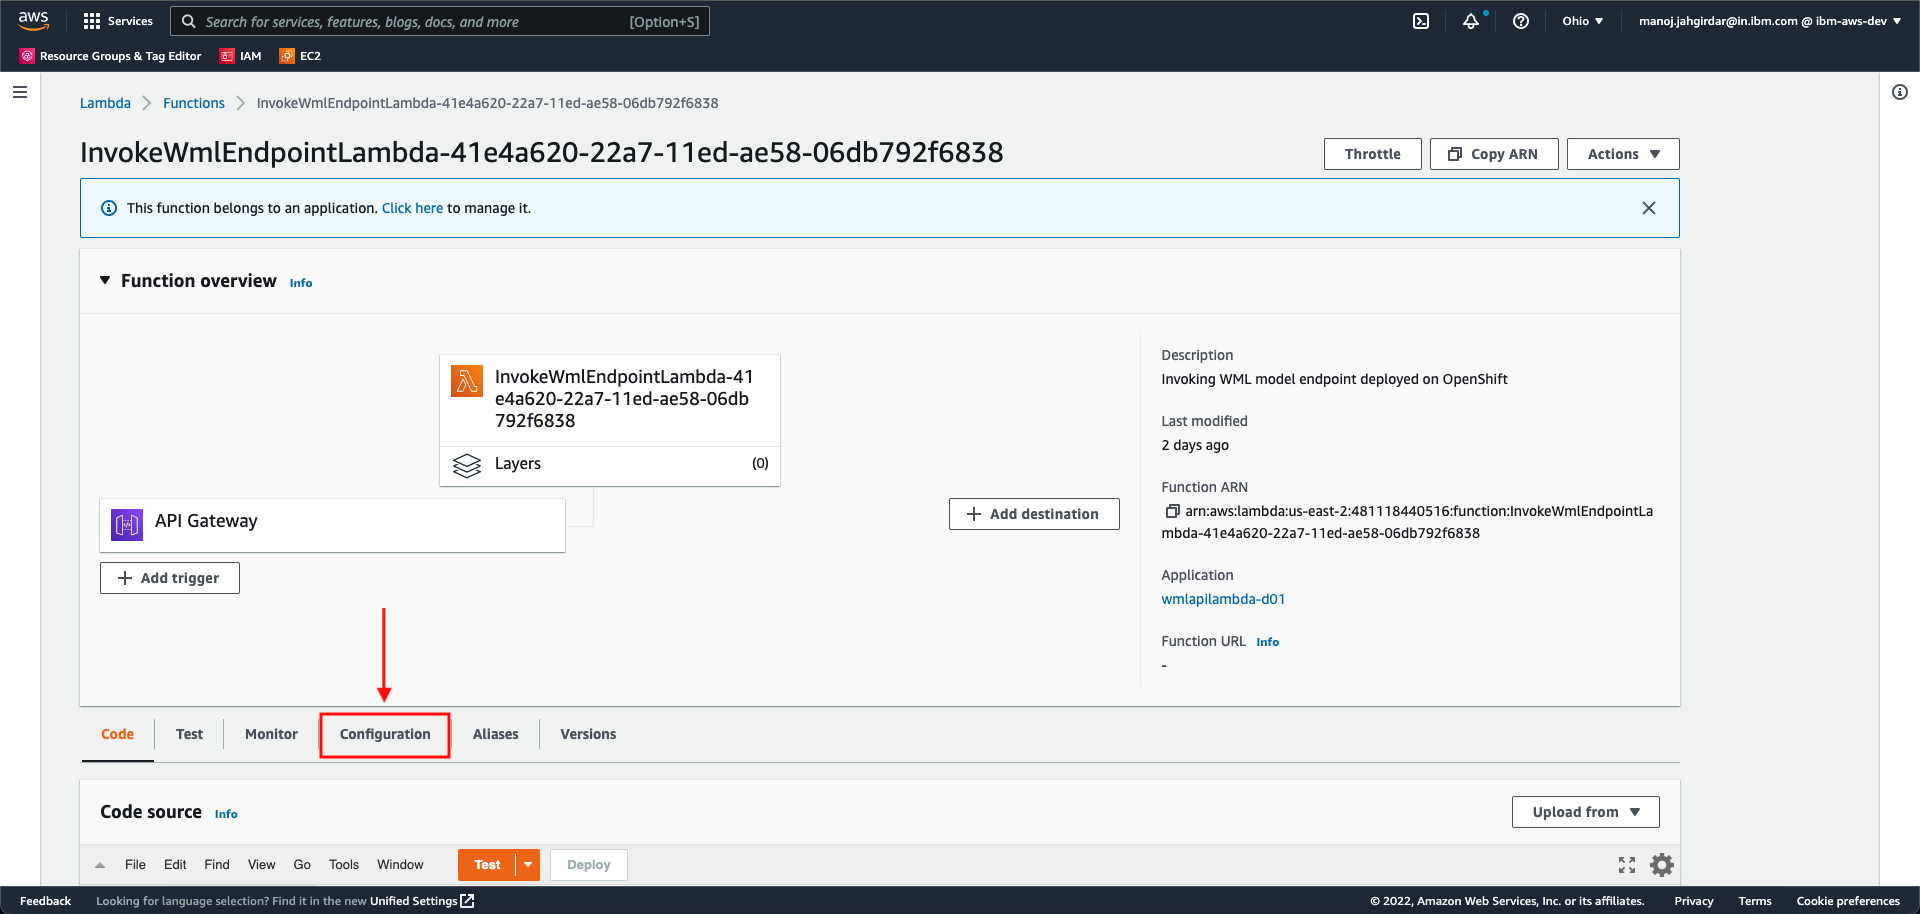 aws
Services
Search for services, features, blogs, docs, and more
[Option+S]
Ohio ▼
manoj.jahgirdar@in.ibm.com @ ibm-aws-dev ▼
Resource Groups & Tag Editor
IAM
EC2
Lambda
Functions
InvokeWmlEndpointLambda-41e4a620-22a7-11ed-ae58-06db792f6838
InvokeWmlEndpointLambda-41e4a620-22a7-11ed-ae58-06db792f6838
Throttle
Copy ARN
Actions ▼
This function belongs to an application. Click here to manage it.
▼ Function overview Info
InvokeWmlEndpointLambda-41
e4a620-22a7-11ed-ae58-06db
792f6838
Layers
(0)
API Gateway
+ Add trigger
+ Add destination
Description
Invoking WML model endpoint deployed on OpenShift
Last modified
2 days ago
Function ARN
arn:aws:lambda:us-east-2:481118440516:function:InvokeWmlEndpointLa
mbda-41e4a620-22a7-11ed-ae58-06db792f6838
Application
wmlapilambda-d01
Function URL Info
-
Code
Test
Monitor
Configuration
Aliases
Versions
Code source Info
Upload from ▼
File
Edit
Find
View
Go
Tools
Window
Test
Deploy
Feedback
Looking for language selection? Find it in the new Unified Settings
© 2022, Amazon Web Services, Inc. or its affiliates.
Privacy
Terms
Cookie preferences